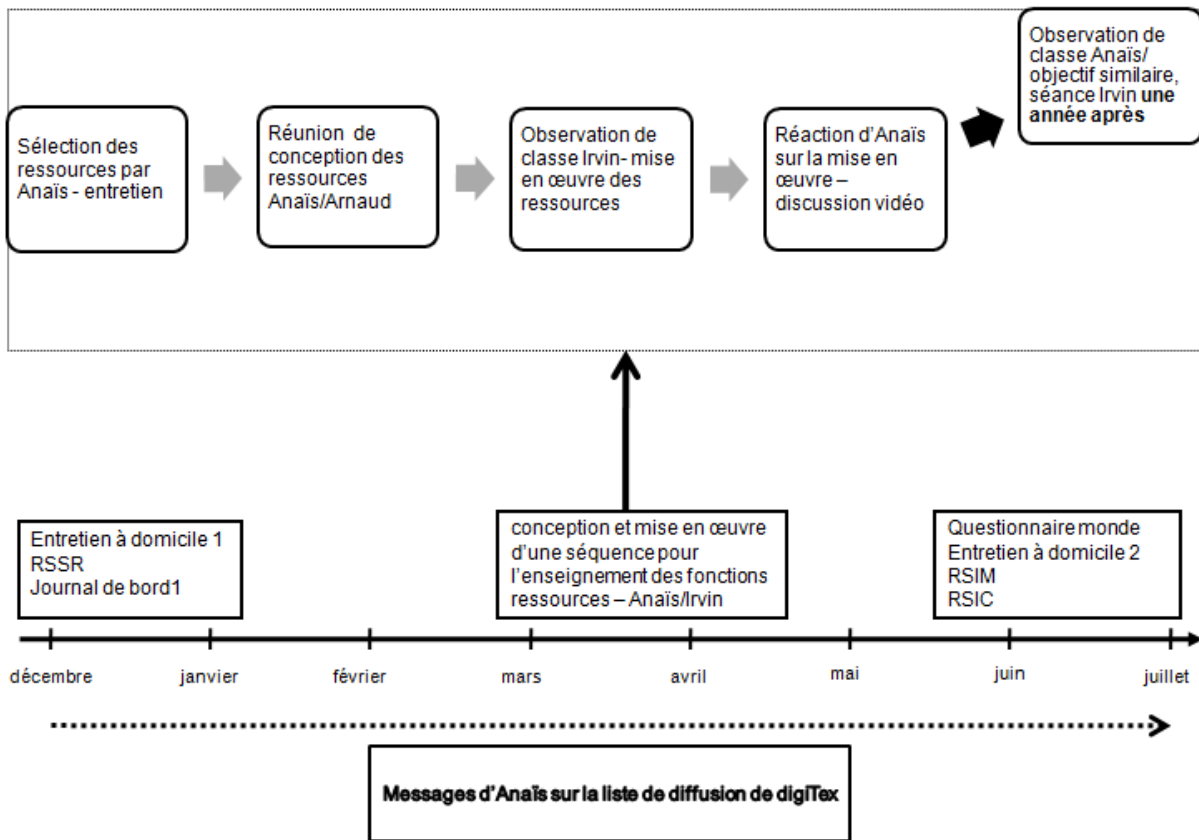 Sélection des
ressources par
Anaïs - entretien
Réunion de
conception des
ressources
Anaïs/Arnaud
Observation de
classe Irvin- mise
en œuvre des
ressources
Réaction d'Anaïs
sur la mise en
œuvre –
discussion vidéo
Observation de
classe Anaïs/
objectif similaire,
séance Irvin une
année après
Entretien à domicile 1
RSSR
Journal de bord1
conception et mise en œuvre
d'une séquence pour
l'enseignement des fonctions
ressources – Anaïs/Irvin
Questionnaire monde
Entretien à domicile 2
RSIM
RSIC
décembre
janvier
février
mars
avril
mai
juin
juillet
Messages d'Anaïs sur la liste de diffusion de digITex